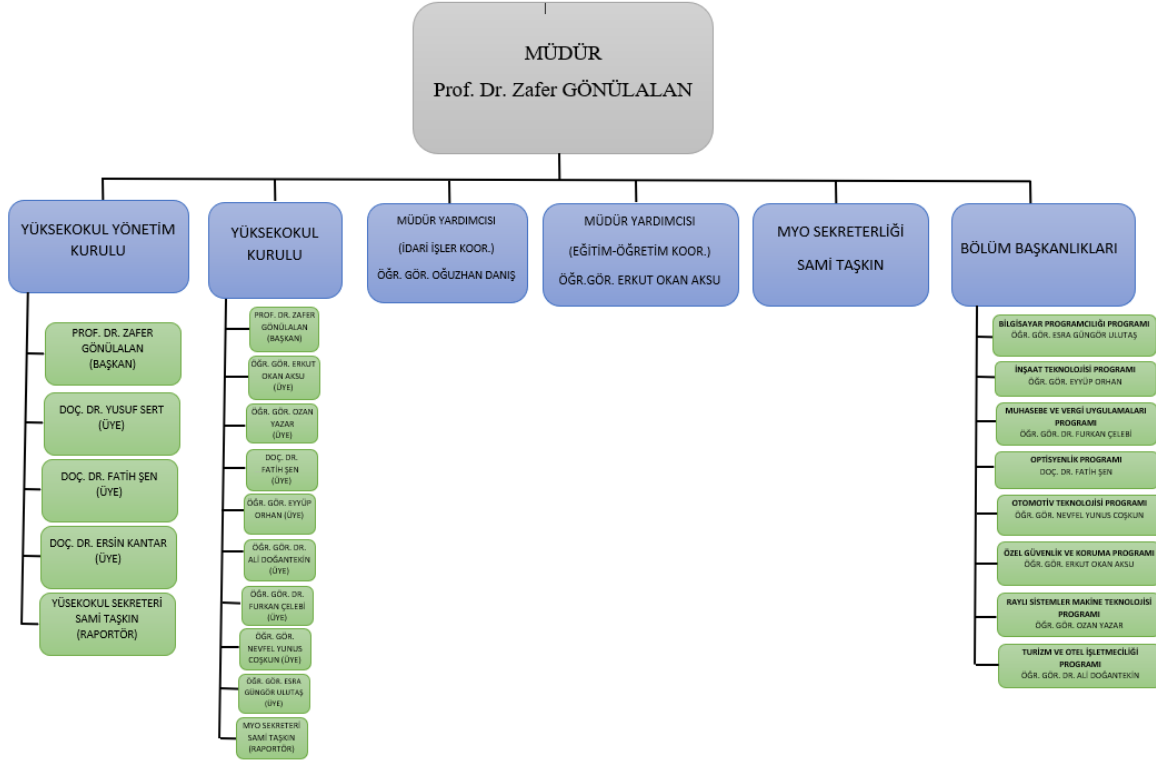 MÜDÜR
Prof. Dr. Zafer GÖNÜLALAN
YÜKSEKOKUL YÖNETİM
KURULU
PROF. DR. ZAFER
GÖNÜLALAN
(BAŞKAN)
DOÇ. DR. YUSUF SERT
(ÜYE)
DOÇ. DR. FATİH ŞEN
(ÜYE)
DOÇ. DR. ERSİN KANTAR
(ÜYE)
YÜSEKOKUL SEKRETERİ
SAMİ TAŞKIN
(RAPORTÖR)
YÜKSEKOKUL
KURULU
PROF. DR. ZAFER
GÖNÜLALAN
(BAŞKAN)
ÖĞR. GÖR. ERKUT
OKAN AKSU
(ÜYE)
ÖĞR. GÖR. OZAN
YAZAR
(ÜYE)
DOÇ. DR.
FATİH ŞEN
(ÜYE)
ÖĞR. GÖR. EYYÜP
ORHAN (ÜYE)
ÖĞR. GÖR. DR.
ALİ DOĞANTEKİN
(ÜYE)
ÖĞR. GÖR. DR.
FURKAN ÇELEBİ
(ÜYE)
ÖĞR. GÖR.
NEVFEL YUNUS
COŞKUN (ÜYE)
ÖĞR. GÖR. ESRA
GÜNGÖR ULUTAŞ
(ÜYE)
MYO SEKRETERİ
SAMİ TAŞKIN
(RAPORTÖR)
MÜDÜR YARDIMCISI
(İDARİ İŞLER KOOR.)
ÖĞR. GÖR. OĞUZHAN DANIŞ
MÜDÜR YARDIMCISI
(EĞİTİM-ÖĞRETİM KOOR.)
ÖĞR.GÖR. ERKUT OKAN AKSU
MYO SEKRETERLİĞİ
SAMİ TAŞKIN
BÖLÜM BAŞKANLIKLARI
BİLGİSAYAR PROGRAMCILIĞI PROGRAMI
ÖĞR. GÖR. ESRA GÜNGÖR ULUTAŞ
İNŞAAT TEKNOLOJİSİ PROGRAMI
ÖĞR. GÖR. EYYÜP ORHAN
MUHASEBE VE VERGİ UYGULAMALARI
PROGRAMI
ÖĞR. GÖR. DR. FURKAN ÇELEBİ
OPTİSYENLİK PROGRAMI
DOÇ. DR. FATİH ŞEN
OTOMOTİV TEKNOLOJİSİ PROGRAMI
ÖĞR. GÖR. NEVFEL YUNUS COŞKUN
ÖZEL GÜVENLİK VE KORUMA PROGRAMI
ÖĞR. GÖR. ERKUT OKAN AKSU
RAYLI SİSTEMLER MAKİNE TEKNOLOJİSİ
PROGRAMI
ÖĞR. GÖR. OZAN YAZAR
TURİZM VE OTEL İŞLETMECİLİĞİ
PROGRAMI
ÖĞR. GÖR. DR. ALİ DOĞANTEKİN